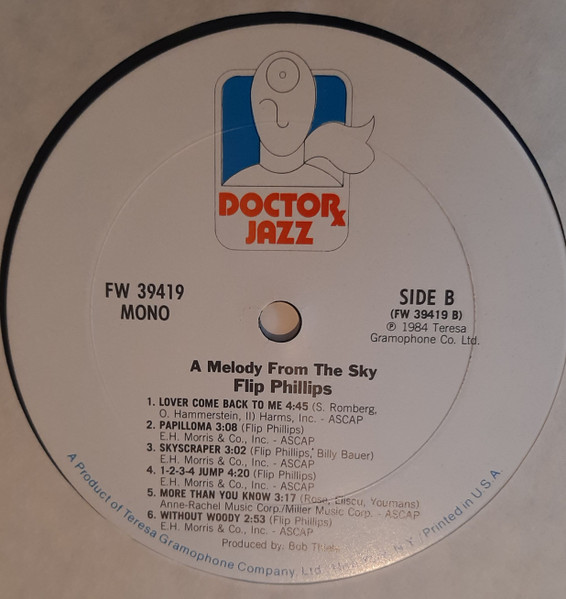 DOCTOR℞
JAZZ
FW 39419
MONO
SIDE B
(FW 39419 B)
℗ 1984 Teresa
Gramophone Co. Ltd.
A Melody From The Sky
Flip Phillips
1. LOVER COME BACK TO ME 4:45 (S. Romberg,
O. Hammerstein, II) Harms, Inc. - ASCAP
2. PAPILLOMA 3:08 (Flip Phillips)
E.H. Morris & Co., Inc. - ASCAP
3. SKYSCRAPER 3:02 (Flip Phillips, Billy Bauer)
E.H. Morris & Co., Inc. - ASCAP
4. 1-2-3-4 JUMP 4:20 (Flip Phillips)
E.H. Morris & Co., Inc. - ASCAP
5. MORE THAN YOU KNOW 3:17 (Rose, Eliscu, Youmans)
Anne-Rachel Music Corp./Miller Music Corp. - ASCAP
6. WITHOUT WOODY 2:53 (Flip Phillips)
E.H. Morris & Co., Inc. - ASCAP
Produced by: Bob Thiele
A Product of Teresa Gramophone Company, Ltd. N.Y. / Printed in U.S.A.